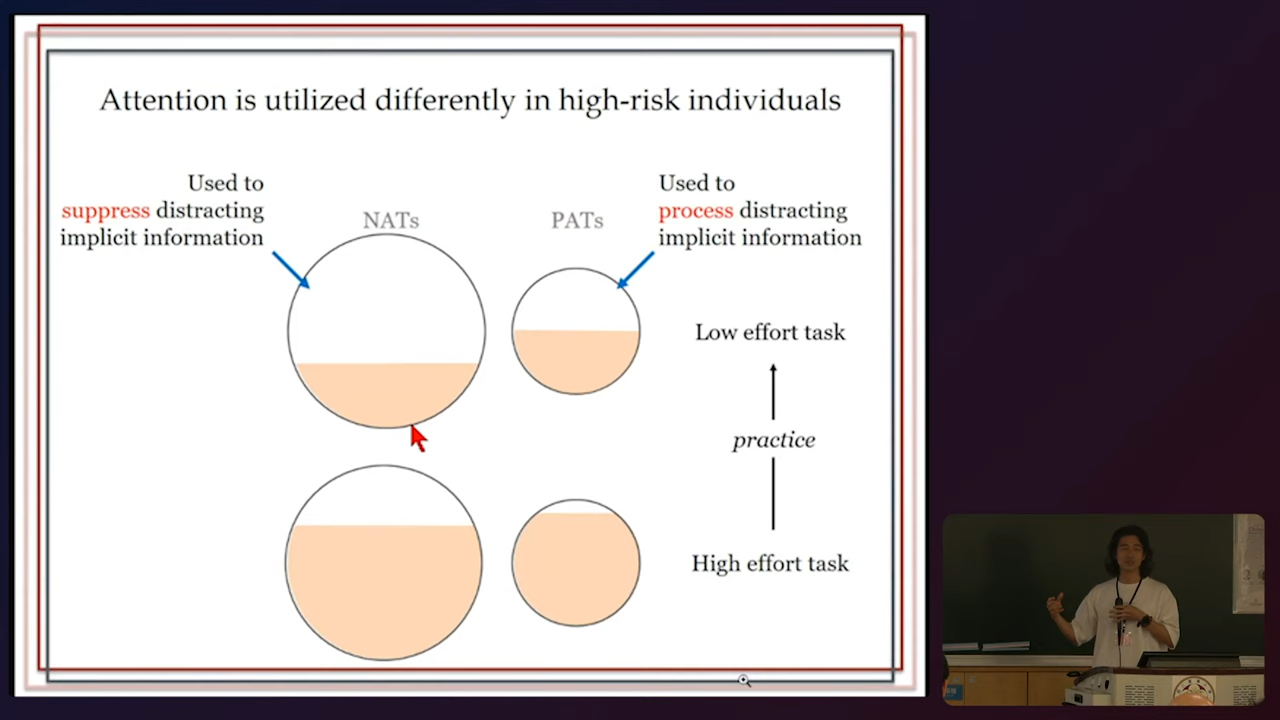 Attention is utilized differently in high-risk individuals
Used to
suppress distracting
implicit information
NATs
PATs
Used to
process distracting
implicit information
Low effort task
practice
High effort task